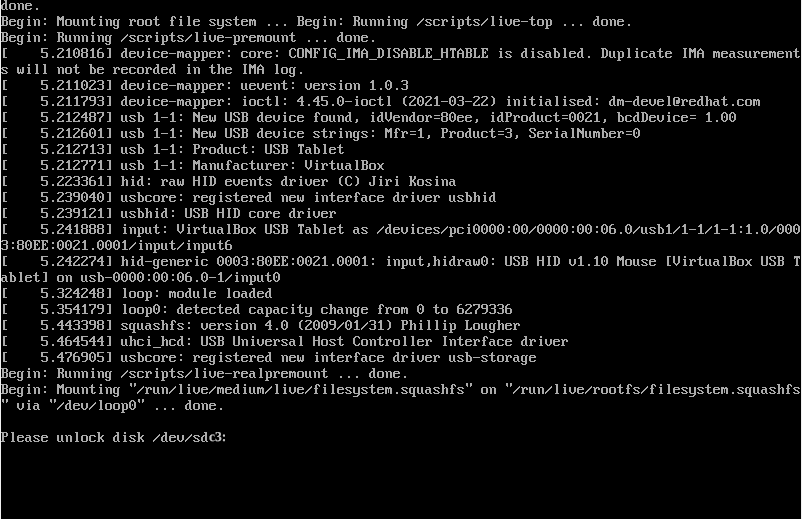 done.
Begin: Mounting root file system ... Begin: Running /scripts/live-top ... done.
Begin: Running /scripts/live-premount ... done.
[    5.210816] device-mapper: core: CONFIG_IMA_DISABLE_HTABLE is disabled. Duplicate IMA measurement
s will not be recorded in the IMA log.
[    5.211023] device-mapper: uevent: version 1.0.3
[    5.211793] device-mapper: ioctl: 4.45.0-ioctl (2021-03-22) initialised: dm-devel@redhat.com
[    5.212487] usb 1-1: New USB device found, idVendor=80ee, idProduct=0021, bcdDevice= 1.00
[    5.212601] usb 1-1: New USB device strings: Mfr=1, Product=3, SerialNumber=0
[    5.212713] usb 1-1: Product: USB Tablet
[    5.212771] usb 1-1: Manufacturer: VirtualBox
[    5.223361] hid: raw HID events driver (C) Jiri Kosina
[    5.239040] usbcore: registered new interface driver usbhid
[    5.239121] usbhid: USB HID core driver
[    5.241888] input: VirtualBox USB Tablet as /devices/pci0000:00/0000:00:06.0/usb1/1-1/1-1:1.0/000
3:80EE:0021.0001/input/input6
[    5.242274] hid-generic 0003:80EE:0021.0001: input,hidraw0: USB HID v1.10 Mouse [VirtualBox USB T
ablet] on usb-0000:00:06.0-1/input0
[    5.324248] loop: module loaded
[    5.354179] loop0: detected capacity change from 0 to 6279336
[    5.443398] squashfs: version 4.0 (2009/01/31) Phillip Lougher
[    5.464544] uhci_hcd: USB Universal Host Controller Interface driver
[    5.476905] usbcore: registered new interface driver usb-storage
Begin: Running /scripts/live-realpremount ... done.
Begin: Mounting "/run/live/medium/live/filesystem.squashfs" on "/run/live/rootfs/filesystem.squashfs
" via "/dev/loop0" ... done.
Please unlock disk /dev/sdc3: